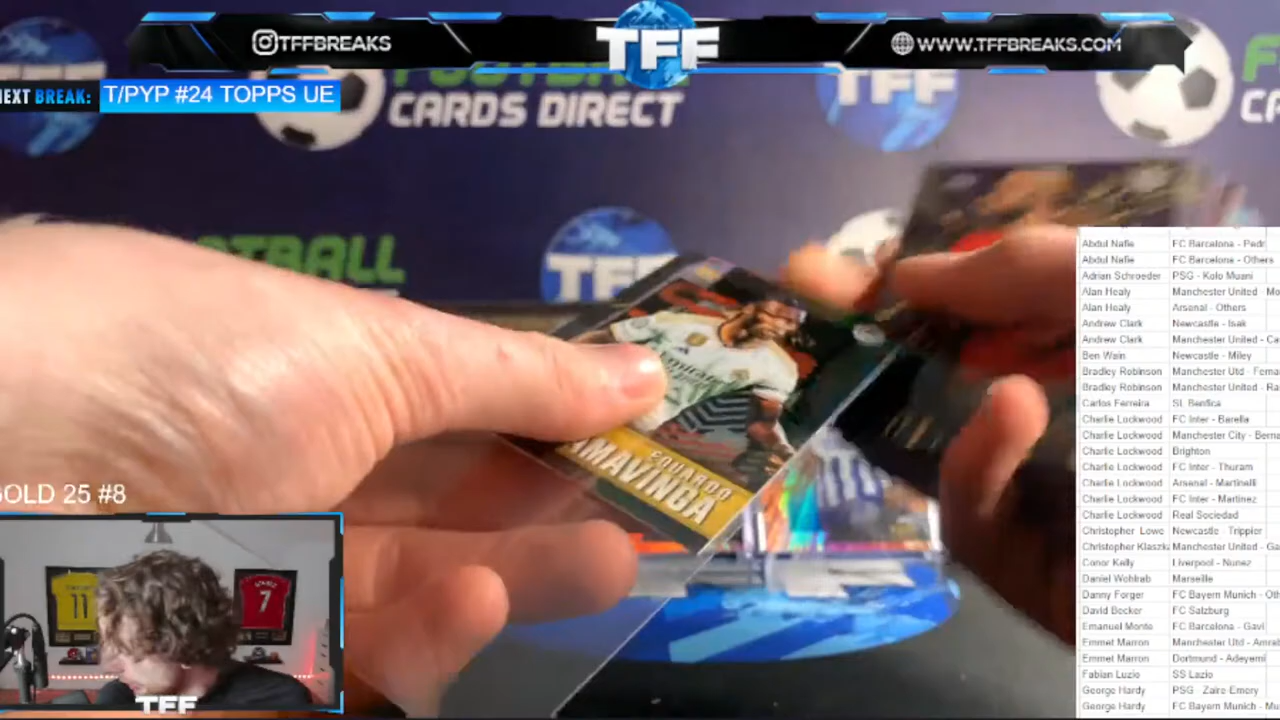 TFFBREAKS
TFF
WWW.TFFBREAKS.COM
NEXT BREAK: T/PYP #24 TOPPS UE
FOOTBALL
CARDS DIRECT
TFF
FOOTBALL
TFF
EDUARDO
CAMAVINGA
GOLD 25 #8
11
7
TFF
Abdul Nafie FC Barcelona - Pedri
Abdul Nafie FC Barcelona - Others
Adrian Schroeder PSG - Kolo Muani
Alan Healy Manchester United - Mo
Alan Healy Arsenal - Others
Andrew Clark Newcastle - Isak
Andrew Clark Manchester United - Ca
Ben Wain Newcastle - Miley
Bradley Robinson Manchester Utd - Ferna
Bradley Robinson Manchester United - Ra
Carlos Ferreira SL Benfica
Charlie Lockwood FC Inter - Barella
Charlie Lockwood Manchester City - Berna
Charlie Lockwood Brighton
Charlie Lockwood FC Inter - Thuram
Charlie Lockwood Arsenal - Martinelli
Charlie Lockwood FC Inter - Martinez
Charlie Lockwood Real Sociedad
Christopher Lowe Newcastle - Trippier
Christopher Klaszka Manchester United - Ga
Conor Kelly Liverpool - Nunez
Daniel Wohlrab Marseille
Danny Forger FC Bayern Munich - Oth
David Becker FC Salzburg
Emanuel Monte FC Barcelona - Gavi
Emmet Marron Manchester Utd - Amrab
Emmet Marron Dortmund - Adeyemi
Fabian Luzio SS Lazio
George Hardy PSG - Zaire-Emery
George Hardy FC Bayern Munich - Mu